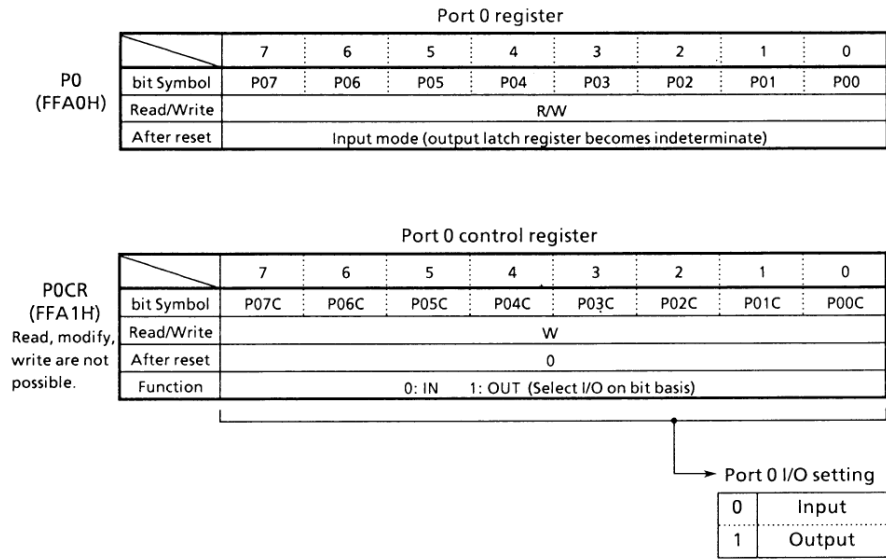 Port 0 register
7 6 5 4 3 2 1 0
P0
(FFA0H)
bit Symbol P07 P06 P05 P04 P03 P02 P01 P00
Read/Write R/W
After reset Input mode (output latch register becomes indeterminate)
Port 0 control register
7 6 5 4 3 2 1 0
P0CR
(FFA1H)
Read, modify,
write are not
possible.
bit Symbol P07C P06C P05C P04C P03C P02C P01C P00C
Read/Write W
After reset 0
Function 0: IN 1: OUT (Select I/O on bit basis)
Port 0 I/O setting
0 Input
1 Output